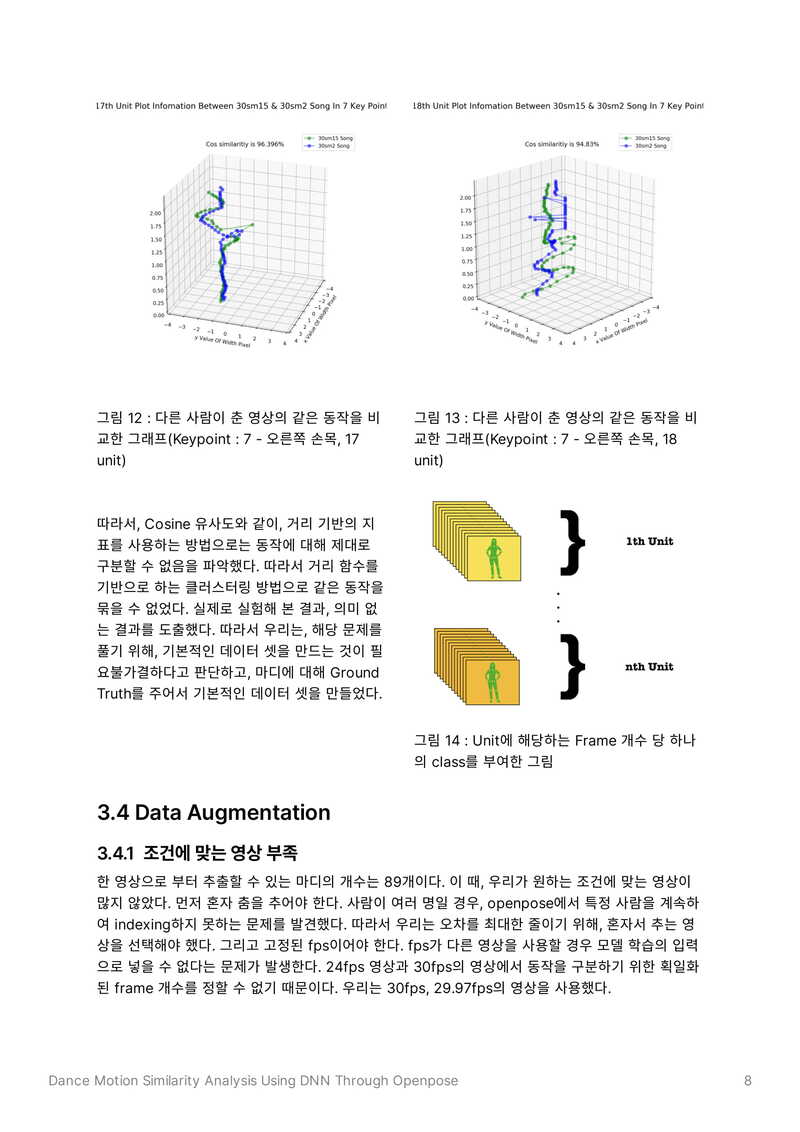 17th Unit Plot Infomation Between 30sm15 & 30sm2 Song In 7 Key Point
Cos similaritiy is 96.396%
30sm15 Song
30sm2 Song
2.00
1.75
1.50
1.25
1.00
0.75
0.50
0.25
0.00
−4 −3 −2 −1 0 1 2 3 4
y Value Of Width Pixel
4 3 2 1 0 −1 −2 −3 −4
x Value Of Width Pixel
18th Unit Plot Infomation Between 30sm15 & 30sm2 Song In 7 Key Point
Cos similaritiy is 94.83%
30sm15 Song
30sm2 Song
2.00
1.75
1.50
1.25
1.00
0.75
0.50
0.25
0.00
−4 −3 −2 −1 0 1 2 3 4
y Value Of Width Pixel
4 3 2 1 0 −1 −2 −3 −4
x Value Of Width Pixel
그림 12 : 다른 사람이 춘 영상의 같은 동작을 비
교한 그래프(Keypoint : 7 - 오른쪽 손목, 17
unit)
그림 13 : 다른 사람이 춘 영상의 같은 동작을 비
교한 그래프(Keypoint : 7 - 오른쪽 손목, 18
unit)
따라서, Cosine 유사도와 같이, 거리 기반의 지
표를 사용하는 방법으로는 동작에 대해 제대로
구분할 수 없음을 파악했다. 따라서 거리 함수를
기반으로 하는 클러스터링 방법으로 같은 동작을
묶을 수 없었다. 실제로 실험해 본 결과, 의미 없
는 결과를 도출했다. 따라서 우리는, 해당 문제를
풀기 위해, 기본적인 데이터 셋을 만드는 것이 필
요불가결하다고 판단하고, 마디에 대해 Ground
Truth를 주어서 기본적인 데이터 셋을 만들었다.
1th Unit
nth Unit
그림 14 : Unit에 해당하는 Frame 개수 당 하나
의 class를 부여한 그림
3.4 Data Augmentation
3.4.1 조건에 맞는 영상 부족
한 영상으로 부터 추출할 수 있는 마디의 개수는 89개이다. 이 때, 우리가 원하는 조건에 맞는 영상이
많지 않았다. 먼저 혼자 춤을 추어야 한다. 사람이 여러 명일 경우, openpose에서 특정 사람을 계속하
여 indexing하지 못하는 문제를 발견했다. 따라서 우리는 오차를 최대한 줄이기 위해, 혼자서 추는 영
상을 선택해야 했다. 그리고 고정된 fps이어야 한다. fps가 다른 영상을 사용할 경우 모델 학습의 입력
으로 넣을 수 없다는 문제가 발생한다. 24fps 영상과 30fps의 영상에서 동작을 구분하기 위한 획일화
된 frame 개수를 정할 수 없기 때문이다. 우리는 30fps, 29.97fps의 영상을 사용했다.
Dance Motion Similarity Analysis Using DNN Through Openpose
8